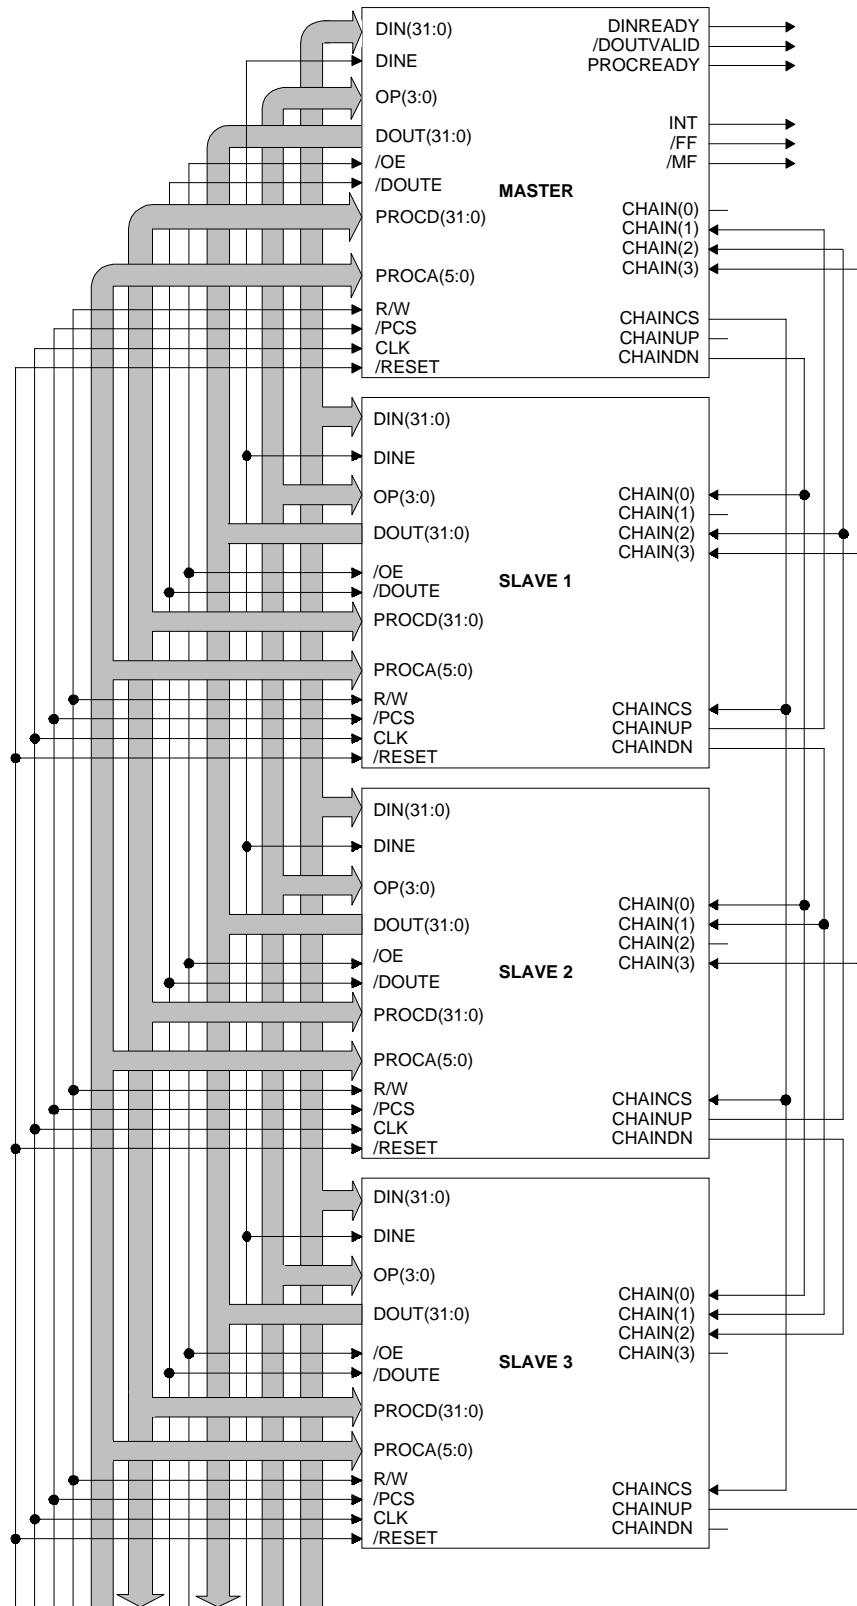 DIN(31:0)
DINE
OP(3:0)
DOUT(31:0)
/OE
/DOUTE
PROCD(31:0)
PROCA(5:0)
R/W
/PCS
CLK
/RESET
MASTER
DINREADY
/DOUTVALID
PROCREADY
INT
/FF
/MF
CHAIN(0)
CHAIN(1)
CHAIN(2)
CHAIN(3)
CHAINCS
CHAINUP
CHAINDN
DIN(31:0)
DINE
OP(3:0)
DOUT(31:0)
/OE
/DOUTE
PROCD(31:0)
PROCA(5:0)
R/W
/PCS
CLK
/RESET
SLAVE 1
CHAIN(0)
CHAIN(1)
CHAIN(2)
CHAIN(3)
CHAINCS
CHAINUP
CHAINDN
DIN(31:0)
DINE
OP(3:0)
DOUT(31:0)
/OE
/DOUTE
PROCD(31:0)
PROCA(5:0)
R/W
/PCS
CLK
/RESET
SLAVE 2
CHAIN(0)
CHAIN(1)
CHAIN(2)
CHAIN(3)
CHAINCS
CHAINUP
CHAINDN
DIN(31:0)
DINE
OP(3:0)
DOUT(31:0)
/OE
/DOUTE
PROCD(31:0)
PROCA(5:0)
R/W
/PCS
CLK
/RESET
SLAVE 3
CHAIN(0)
CHAIN(1)
CHAIN(2)
CHAIN(3)
CHAINCS
CHAINUP
CHAINDN